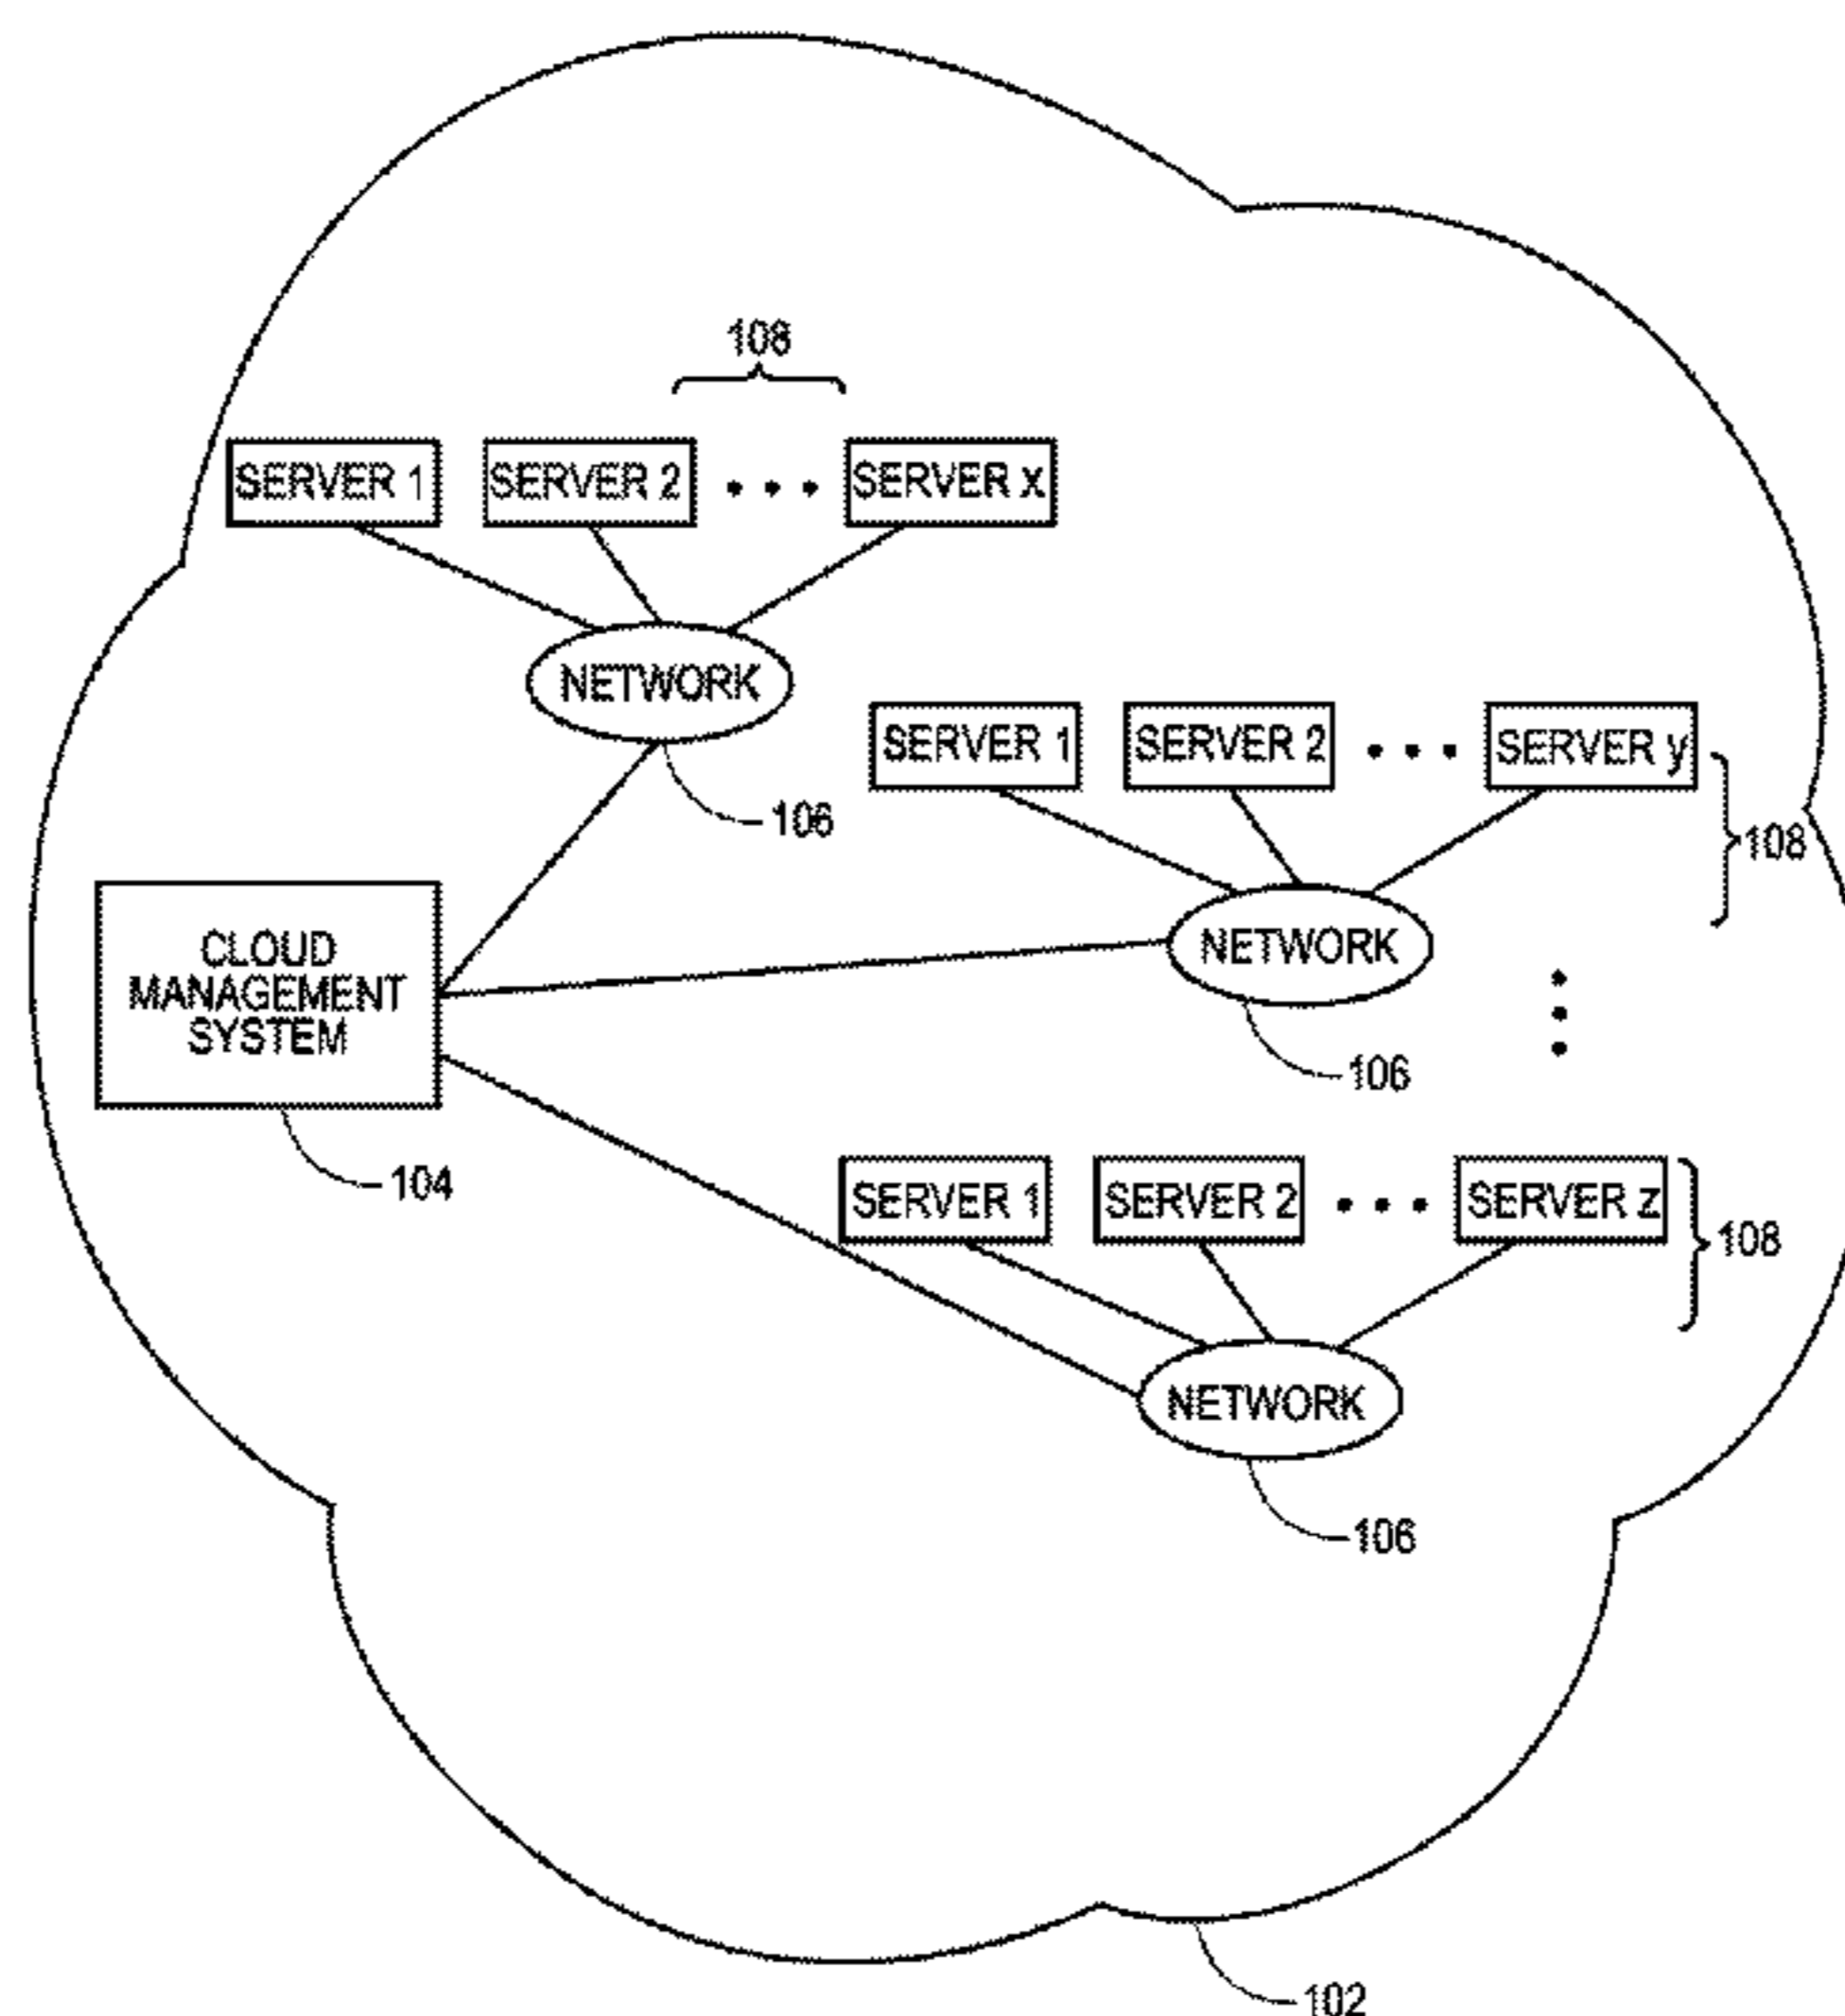 108
SERVER 1
SERVER 2
SERVER x
NETWORK
106
SERVER 1
SERVER 2
SERVER y
108
NETWORK
106
CLOUD
MANAGEMENT
SYSTEM
104
SERVER 1
SERVER 2
SERVER z
108
NETWORK
106
102